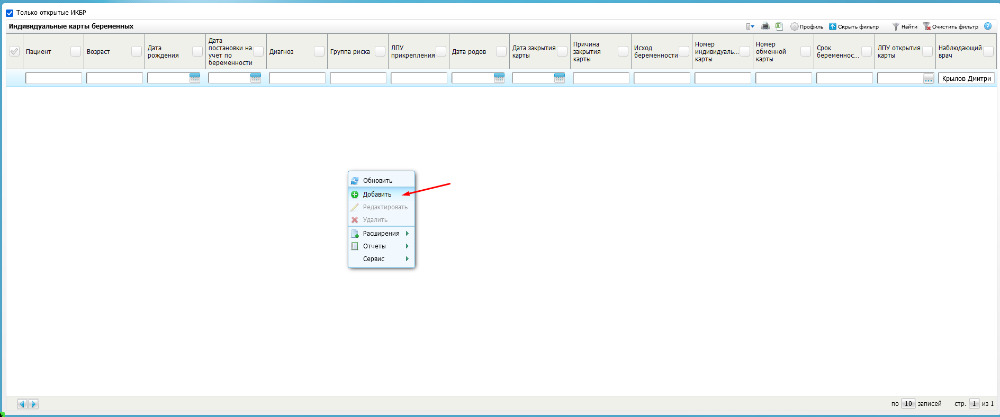 Только открытые ИКБР
Индивидуальные карты беременных
Профиль
Скрыть фильтр
Найти
Очистить фильтр
?
Пациент
Возраст
Дата
рождения
Дата
постановки на
учет по
беременности
Диагноз
Группа риска
ЛПУ
прикрепления
Дата родов
Дата закрытия
карты
Причина
закрытия
карты
Исход
беременности
Номер
индивидуаль...
карты
Номер
обменной
карты
Срок
беременнос...
ЛПУ открытия
карты
Наблюдающий
врач
...
Крылов Дмитри
Обновить
Добавить
Редактировать
Удалить
Расширения
Отчеты
Сервис
по 10 записей стр. 1 из 1